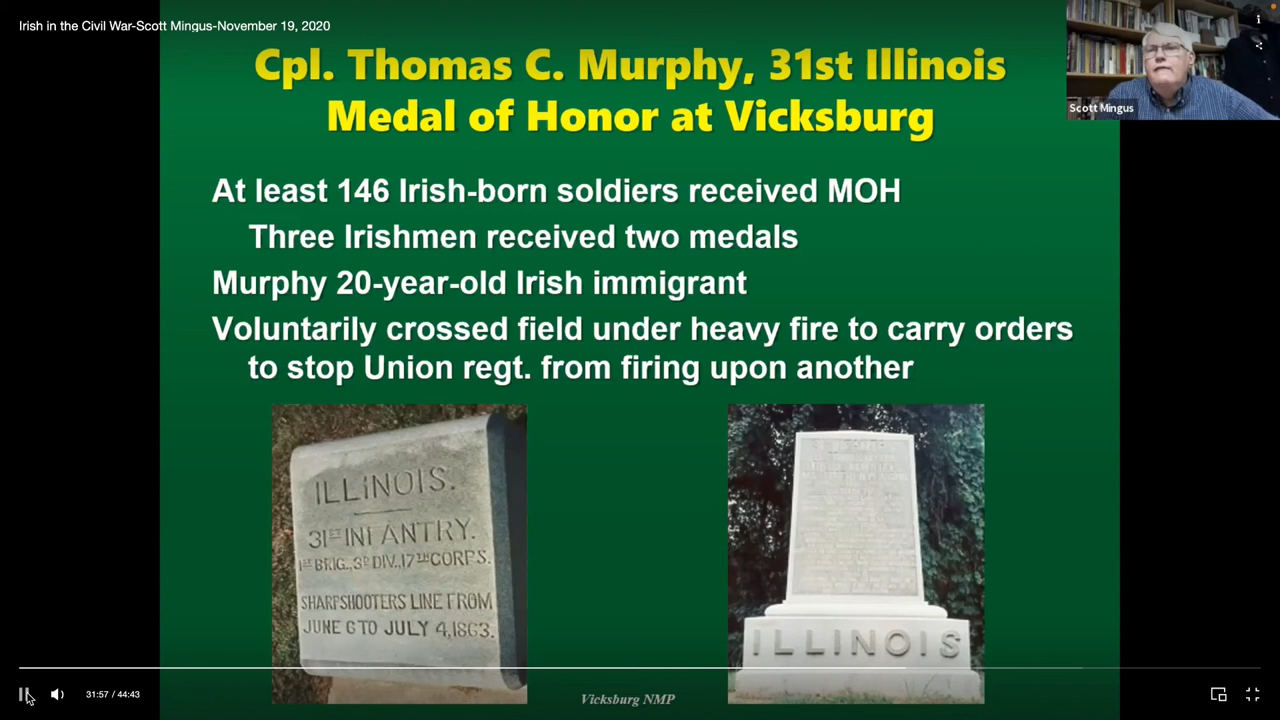 Irish in the Civil War-Scott Mingus-November 19, 2020
Scott Mingus
Cpl. Thomas C. Murphy, 31st Illinois
Medal of Honor at Vicksburg
At least 146 Irish-born soldiers received MOH
Three Irishmen received two medals
Murphy 20-year-old Irish immigrant
Voluntarily crossed field under heavy fire to carry orders
to stop Union regt. from firing upon another
ILLINOIS.
31ST INFANTRY.
1ST BRIG., 3D DIV., 17TH CORPS.
SHARPSHOOTERS LINE FROM
JUNE 6 TO JULY 4, 1863.
ILLINOIS
Vicksburg NMP
31:57 / 44:43